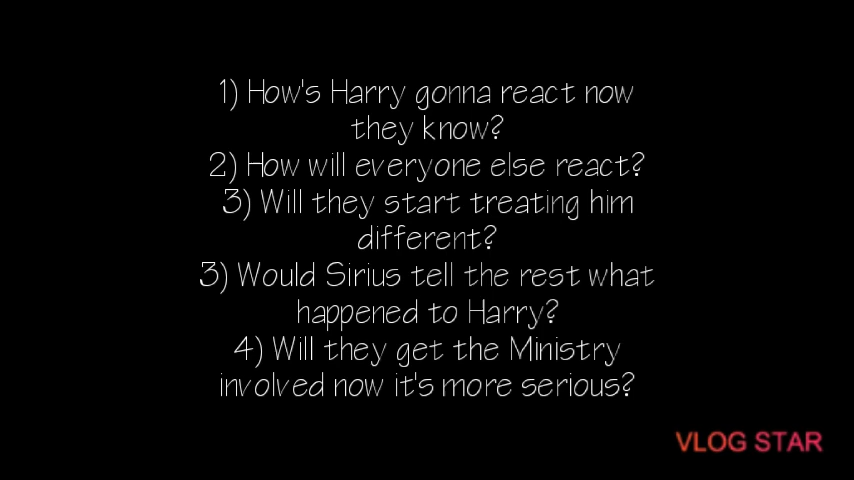 1) How's Harry gonna react now
they know?
2) How will everyone else react?
3) Will they start treating him
different?
3) Would Sirius tell the rest what
happened to Harry?
4) Will they get the Ministry
involved now it's more serious?
VLOG STAR